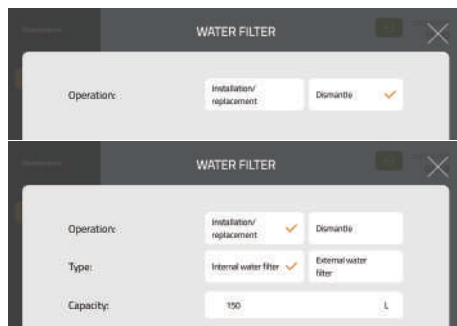 WATER FILTER
Operation:
Installation/
replacement
Dismantle
WATER FILTER
Operation:
Installation/
replacement
Dismantle
Type:
Internal water filter
External water
filter
Capacity:
150
L